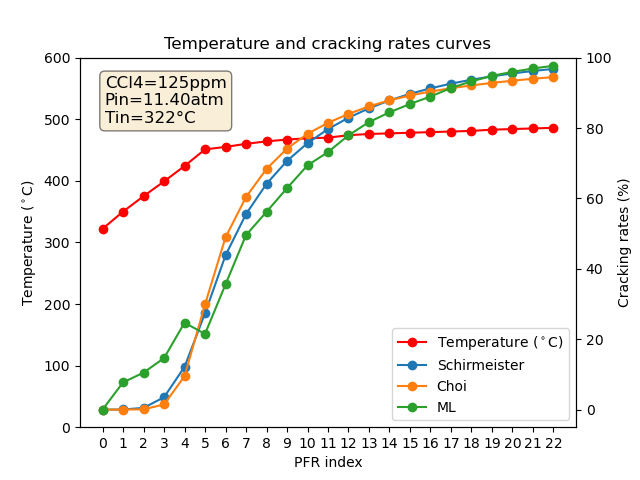 Temperature and cracking rates curves
CCl4=125ppm
Pin=11.40atm
Tin=322°C
600
500
400
300
200
100
0
Temperature (°C)
100
80
60
40
20
0
Cracking rates (%)
Temperature (°C)
Schirmeister
Choi
ML
0 1 2 3 4 5 6 7 8 9 10 11 12 13 14 15 16 17 18 19 20 21 22
PFR index